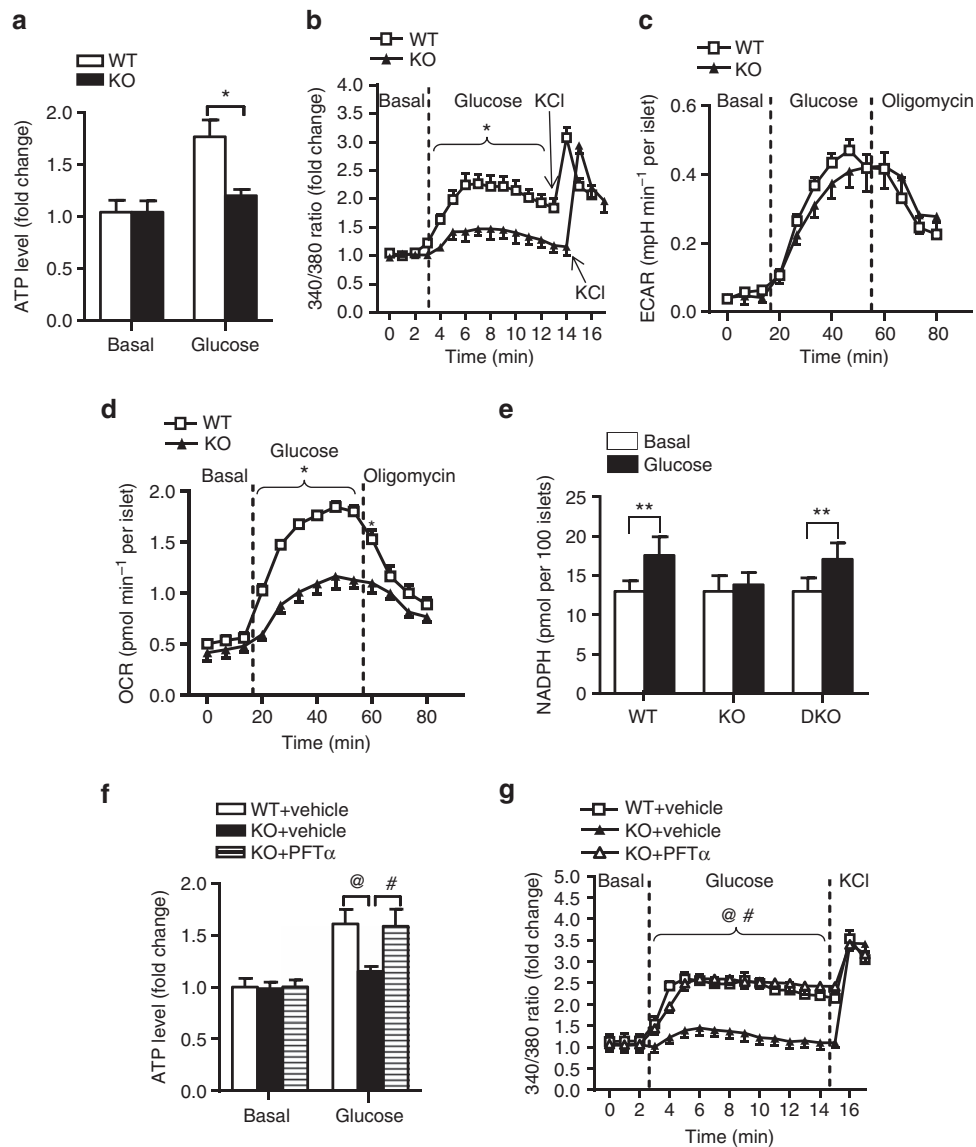 a
WT
KO
*
ATP level (fold change)
2.0
1.5
1.0
0.5
0.0
Basal
Glucose
b
WT
KO
Basal
Glucose
KCl
*
KCl
340/380 ratio (fold change)
4.0
3.5
3.0
2.5
2.0
1.5
1.0
0.5
0.0
0 2 4 6 8 10 12 14 16
Time (min)
c
WT
KO
Basal
Glucose
Oligomycin
ECAR (mpH min⁻¹ per islet)
0.6
0.4
0.2
0.0
0 20 40 60 80
Time (min)
d
WT
KO
Basal
Glucose
*
Oligomycin
*
OCR (pmol min⁻¹ per islet)
2.0
1.5
1.0
0.5
0.0
0 20 40 60 80
Time (min)
e
Basal
Glucose
**
**
NADPH (pmol per 100 islets)
25
20
15
10
5
0
WT
KO
DKO
f
WT+vehicle
KO+vehicle
KO+PFTα
@
#
ATP level (fold change)
2.0
1.5
1.0
0.5
0.0
Basal
Glucose
g
WT+vehicle
KO+vehicle
KO+PFTα
Basal
Glucose
KCl
@ #
340/380 ratio (fold change)
5.0
4.5
4.0
3.5
3.0
2.5
2.0
1.5
1.0
0.5
0.0
0 2 4 6 8 10 12 14 16
Time (min)